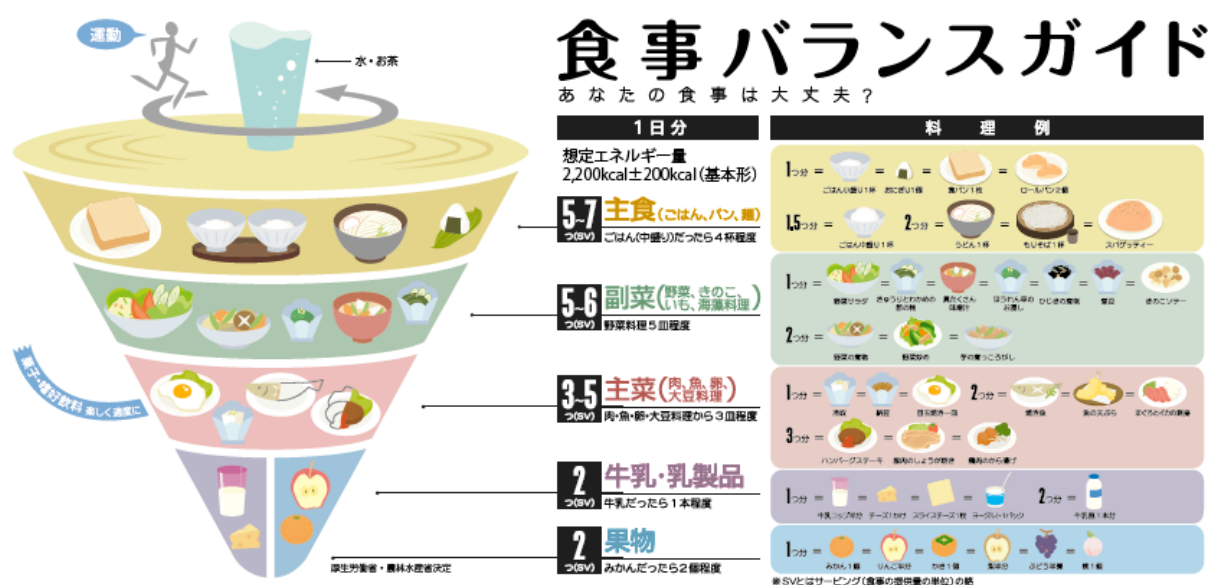 運動
水・お茶
食事バランスガイド
あなたの食事は大丈夫?
1日分
料理例
想定エネルギー量
2,200kcal±200kcal(基本形)
5~7
つ(SV)
主食(ごはん、パン、麺)
ごはん(中盛り)だったら4杯程度
5~6
つ(SV)
副菜(野菜、きのこ、いも、海藻料理)
野菜料理5皿程度
3~5
つ(SV)
主菜(肉、魚、卵、大豆料理)
肉・魚・卵・大豆料理から3皿程度
2
つ(SV)
牛乳・乳製品
牛乳だったら1本程度
2
つ(SV)
果物
みかんだったら2個程度
菓子・嗜好飲料 楽しく適度に
厚生労働省・農林水産省決定
1つ分 = ごはん小盛り1杯 = おにぎり1個 = 食パン1枚 = ロールパン2個
1.5つ分 = ごはん中盛り1杯 2つ分 = うどん1杯 = もりそば1杯 = スパゲッティー
1つ分 = 野菜サラダ = きゅうりとわかめの酢の物 = 具たくさん味噌汁 = ほうれん草のお浸し = ひじきの煮物 = 煮豆 = きのこソテー
2つ分 = 野菜の煮物 = 野菜炒め = 芋の煮っころがし
1つ分 = 冷奴 = 納豆 = 目玉焼き一皿 2つ分 = 焼き魚 = 魚の天ぷら = まぐろとイカの刺身
3つ分 = ハンバーグステーキ = 豚肉のしょうが焼き = 鶏肉のから揚げ
1つ分 = 牛乳コップ半分 = チーズ1かけ = スライスチーズ1枚 = ヨーグルト1パック 2つ分 = 牛乳瓶1本分
1つ分 = みかん1個 = りんご半分 = かき1個 = 梨半分 = ぶどう半房 = 桃1個
※SVとはサービング(食事の提供量の単位)の略